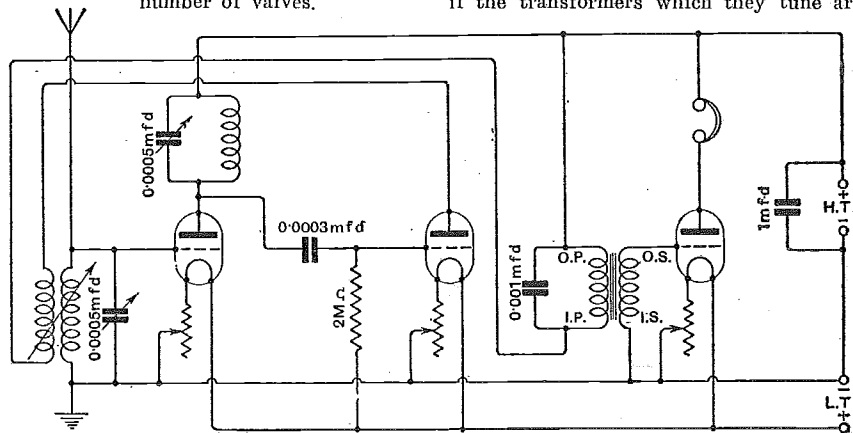 number of valves.
if the transformers which they tune ar
0·0005mfd
0·0003mfd
0·0005mfd
2MΩ
0·001mfd
O.P.
O.S.
I.P.
I.S.
1mfd
+
H.T
−
−
L.T
+